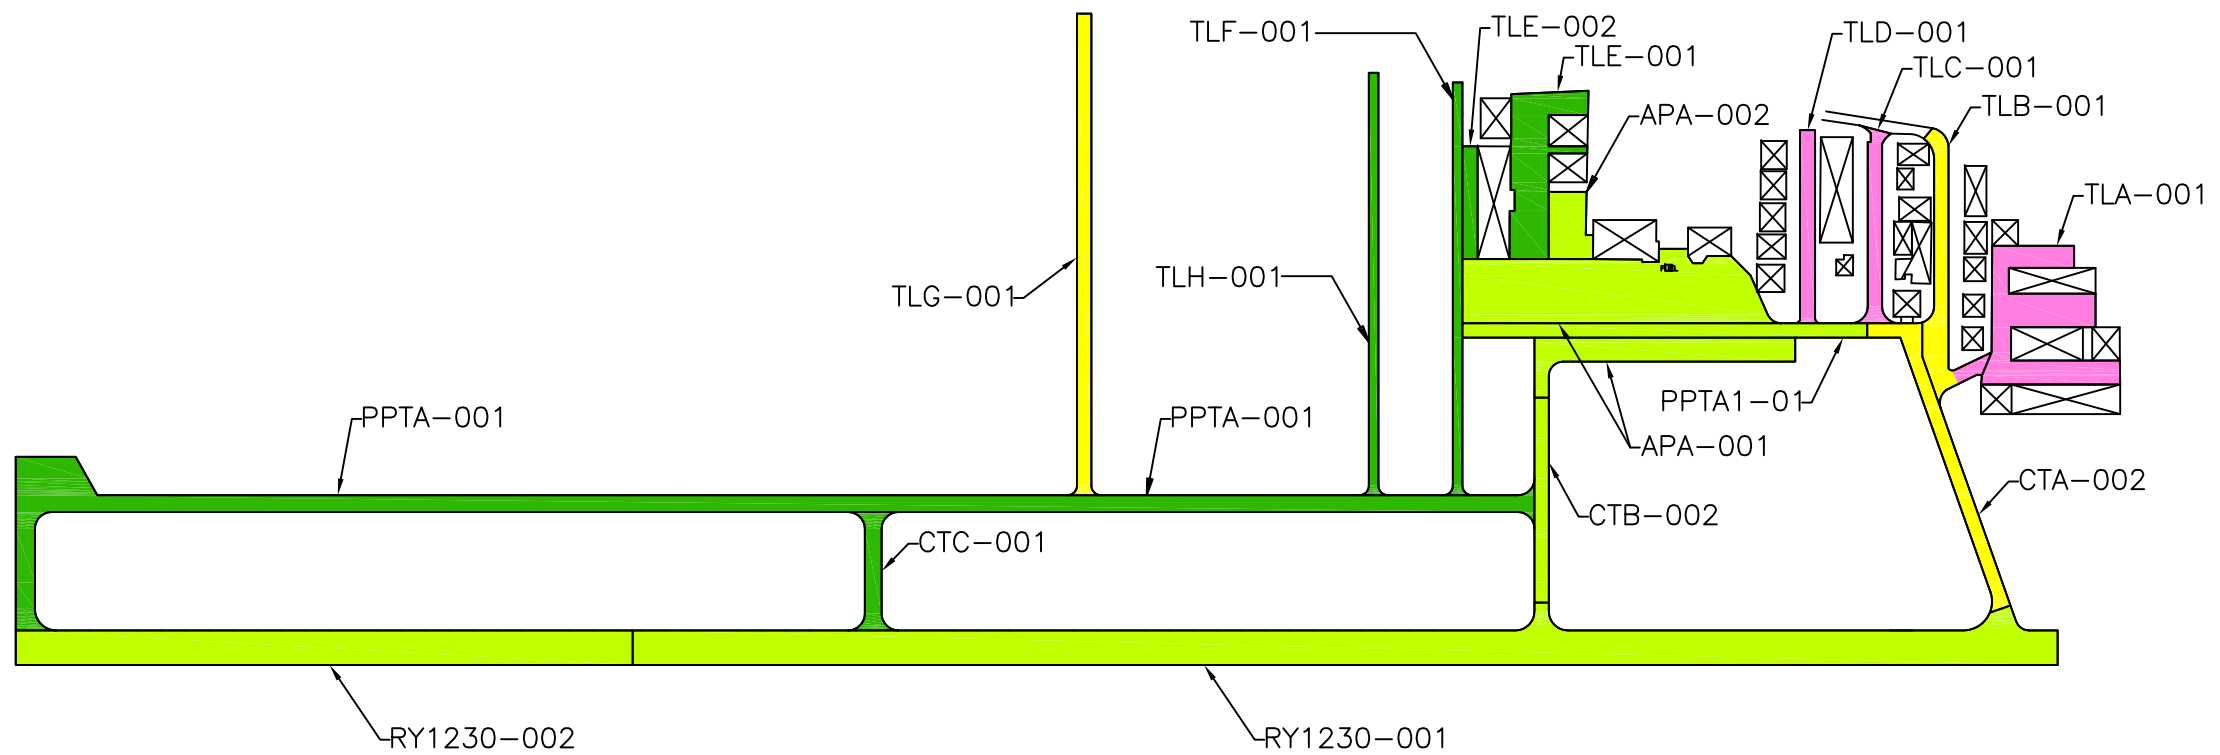 TLF-001
TLE-002
TLE-001
TLD-001
TLC-001
TLB-001
APA-002
TLA-001
FUEL
TLG-001
TLH-001
PPTA1-01
PPTA-001
PPTA-001
APA-001
CTA-002
CTB-002
CTC-001
RY1230-002
RY1230-001